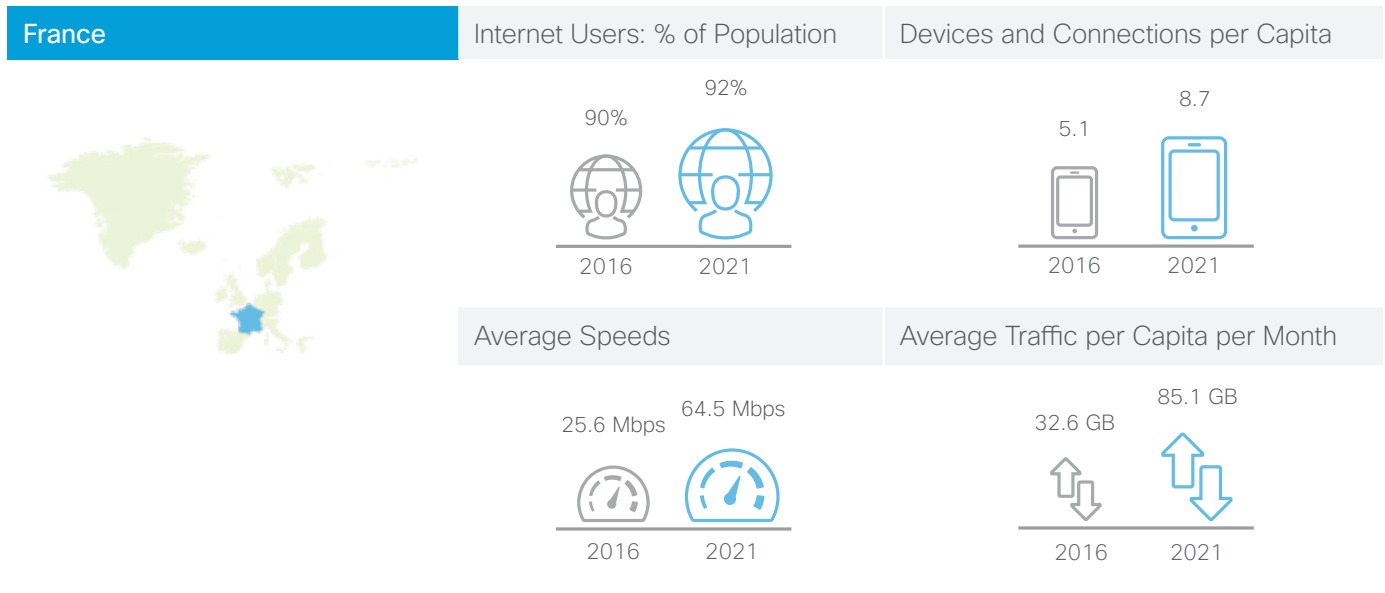 France
Internet Users: % of Population
Devices and Connections per Capita
90%
92%
2016
2021
5.1
8.7
2016
2021
Average Speeds
Average Traffic per Capita per Month
25.6 Mbps
64.5 Mbps
2016
2021
32.6 GB
85.1 GB
2016
2021